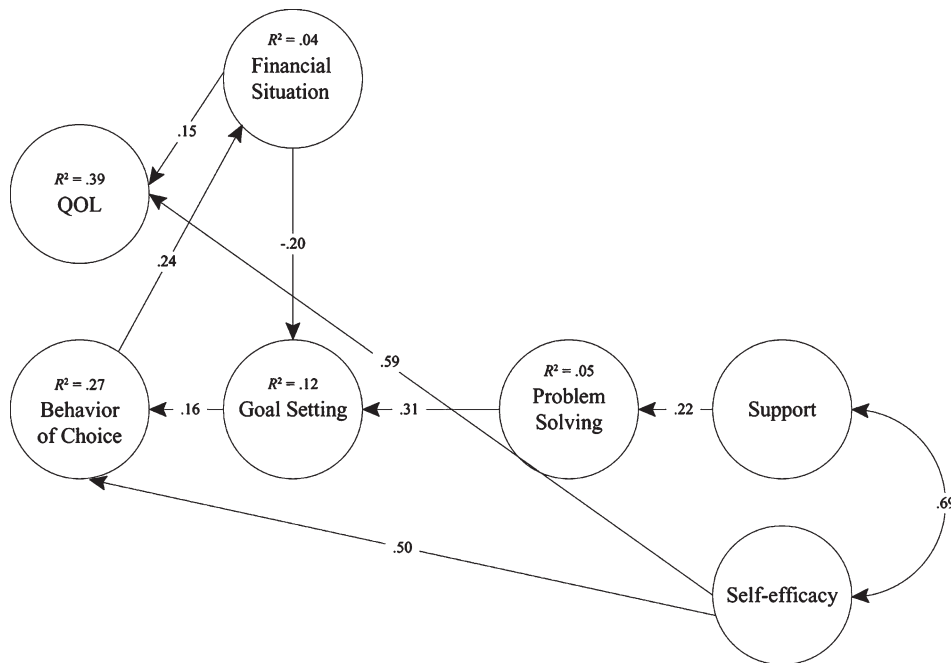 R² = .04
Financial
Situation
.15
R² = .39
QOL
.24
-.20
R² = .27
Behavior
of Choice
.16
R² = .12
Goal Setting
.31
.59
R² = .05
Problem
Solving
.22
Support
.69
.50
Self-efficacy